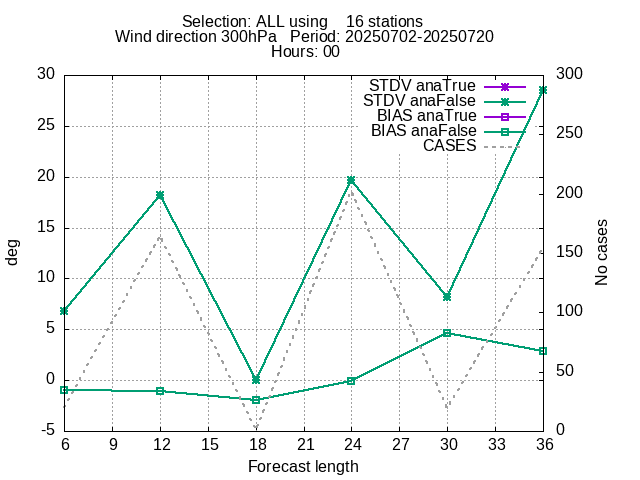 Selection: ALL using    16 stations
Wind direction 300hPa   Period: 20250702-20250720
Hours: 00
STDV anaTrue
STDV anaFalse
BIAS anaTrue
BIAS anaFalse
CASES
30
25
20
15
10
5
0
-5
deg
300
250
200
150
100
50
0
No cases
6 9 12 15 18 21 24 27 30 33 36
Forecast length